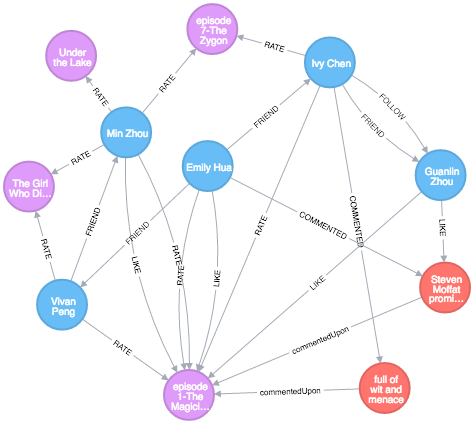 episode
7-The
Zygon
Under
the Lake
RATE
Ivy Chen
RATE
RATE
FOLLOW
FRIEND
FRIEND
Min Zhou
RATE
Emily Hua
Guanlin
Zhou
The Girl
Who Di...
FRIEND
COMMENTED
COMMENTED
RATE
FRIEND
RATE
LIKE
LIKE
RATE
RATE
LIKE
LIKE
Vivan
Peng
Steven
Moffat
promi...
RATE
commentedUpon
episode
1-The
Magici...
commentedUpon
full of
wit and
menace